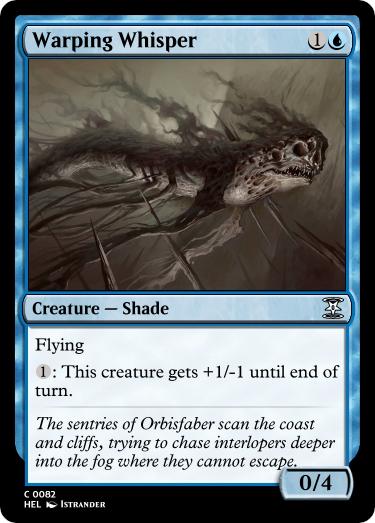 Warping Whisper 1
Creature — Shade
Flying
1: This creature gets +1/-1 until end of
turn.
The sentries of Orbisfaber scan the coast
and cliffs, trying to chase interlopers deeper
into the fog where they cannot escape.
0/4
C 0082
HEL Istrander